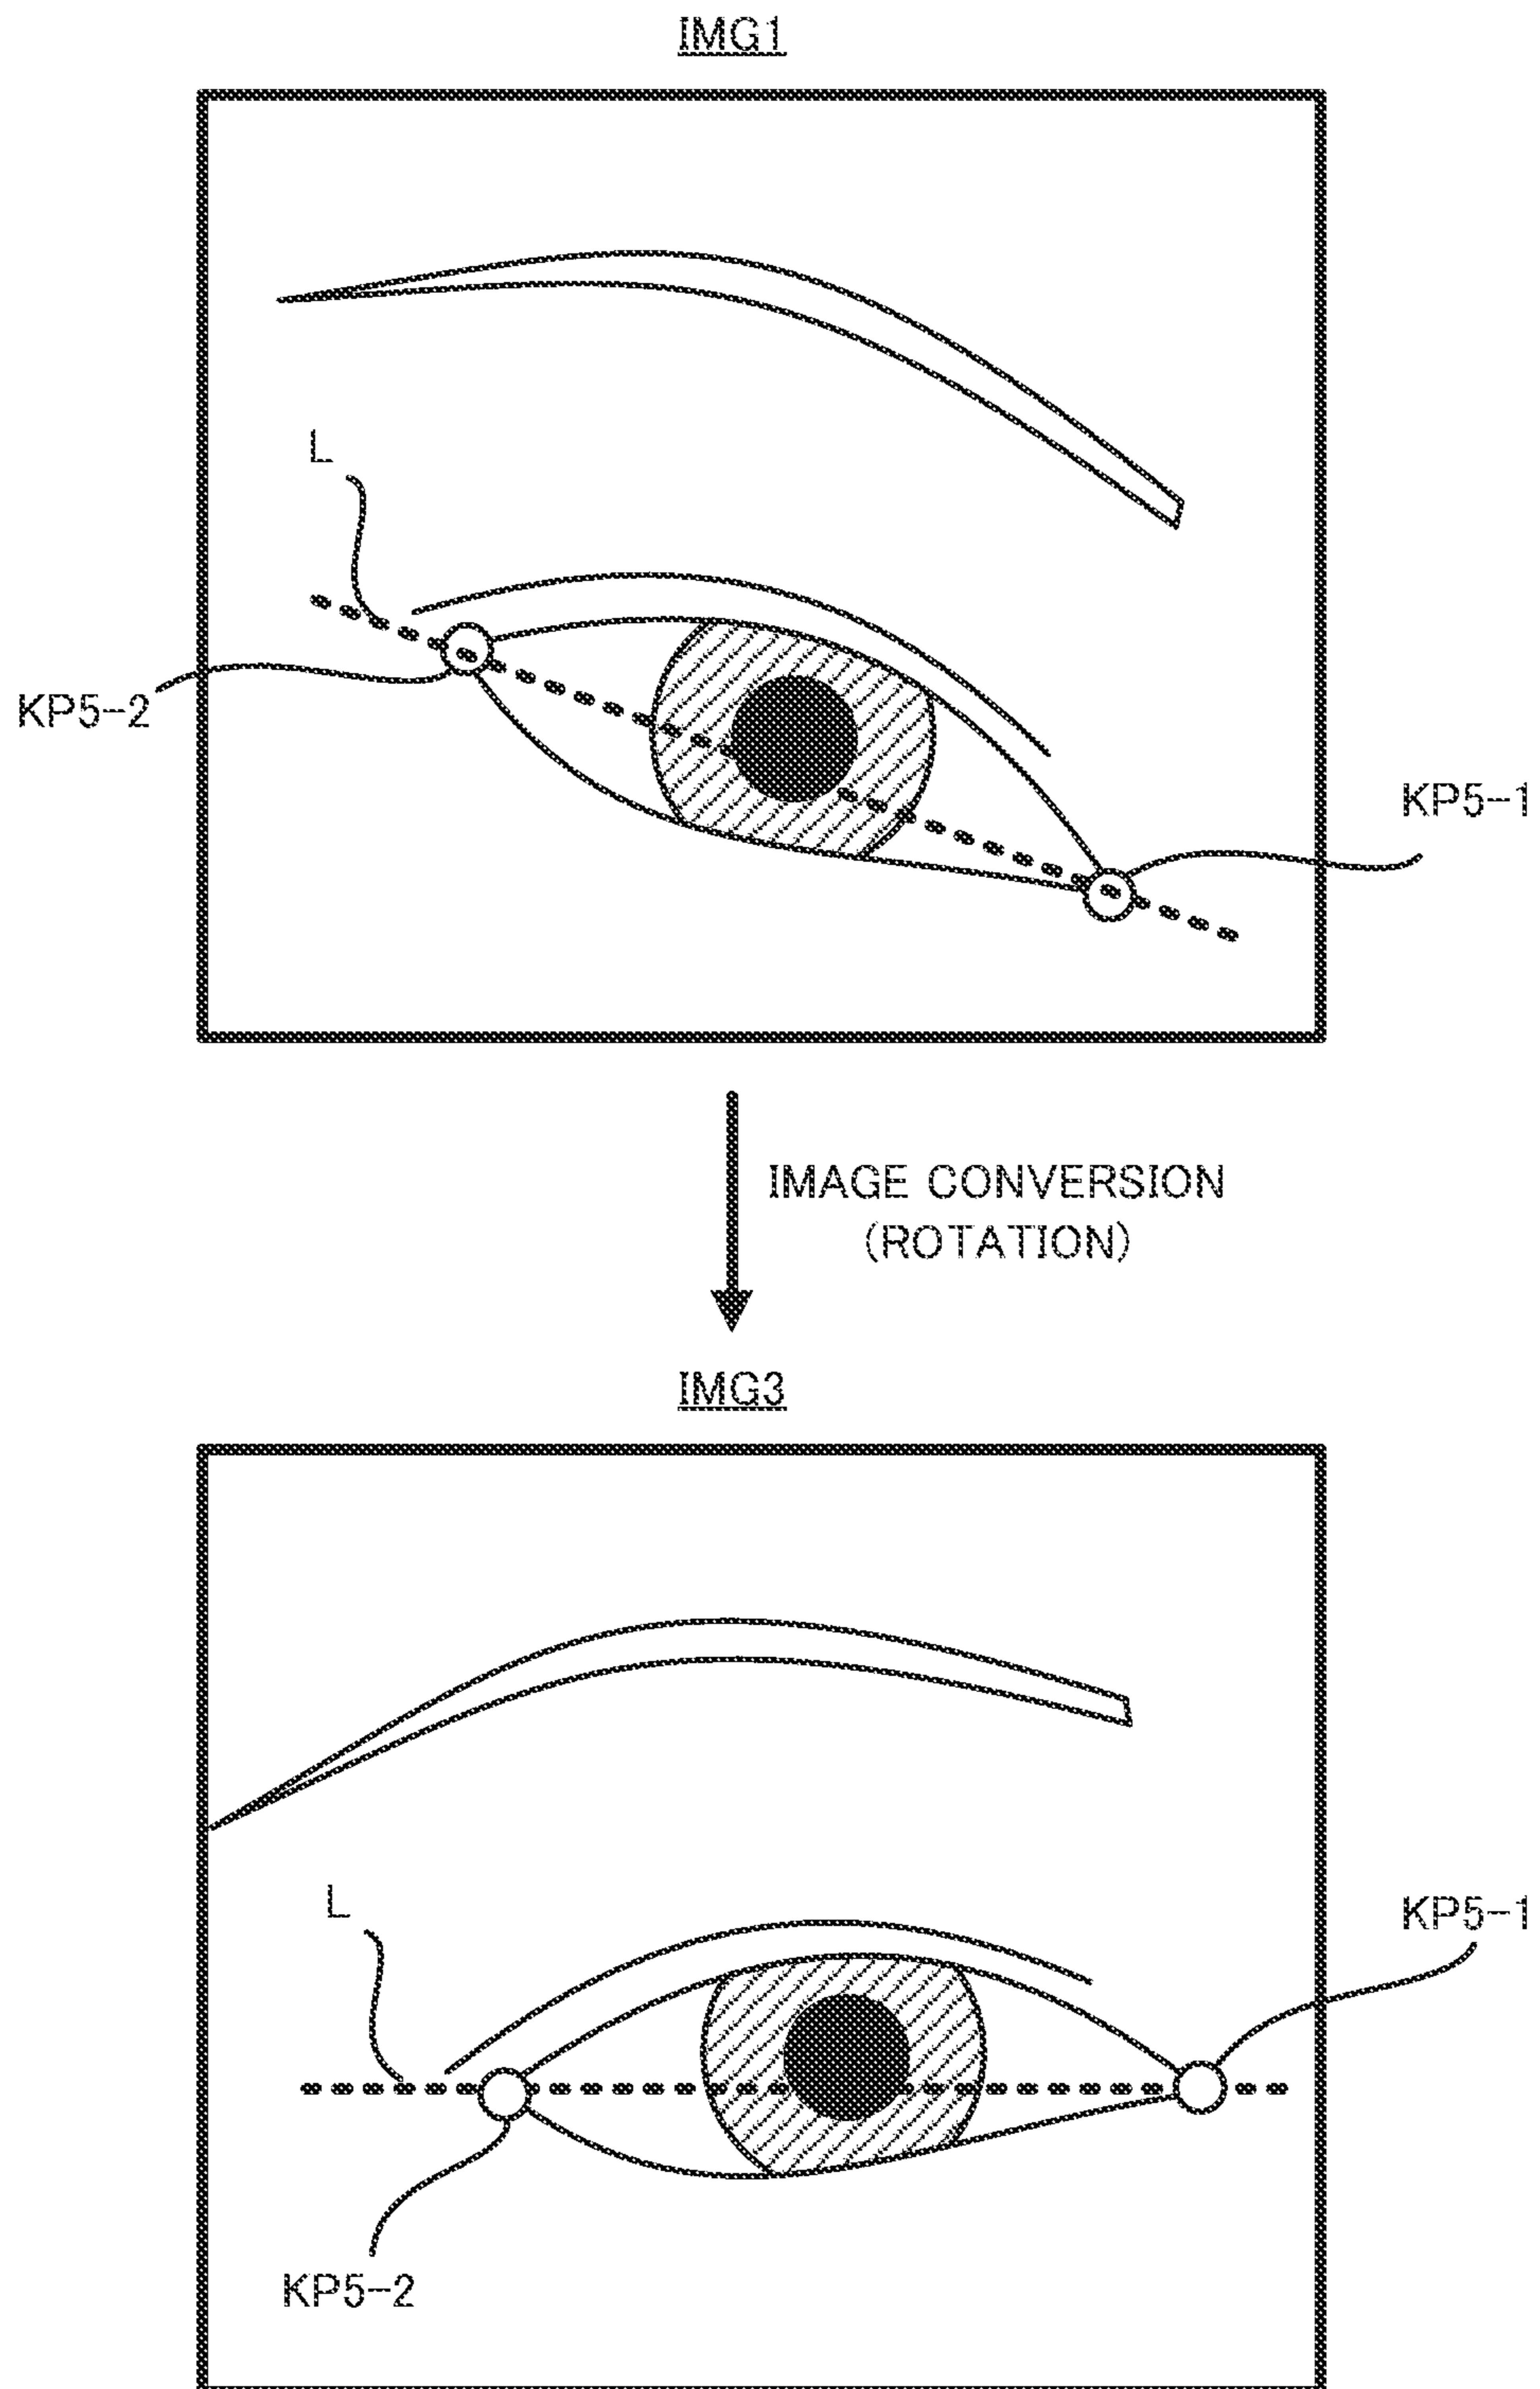 IMG1
L
KP5-2
KP5-1
IMAGE CONVERSION
(ROTATION)
IMG3
L
KP5-1
KP5-2